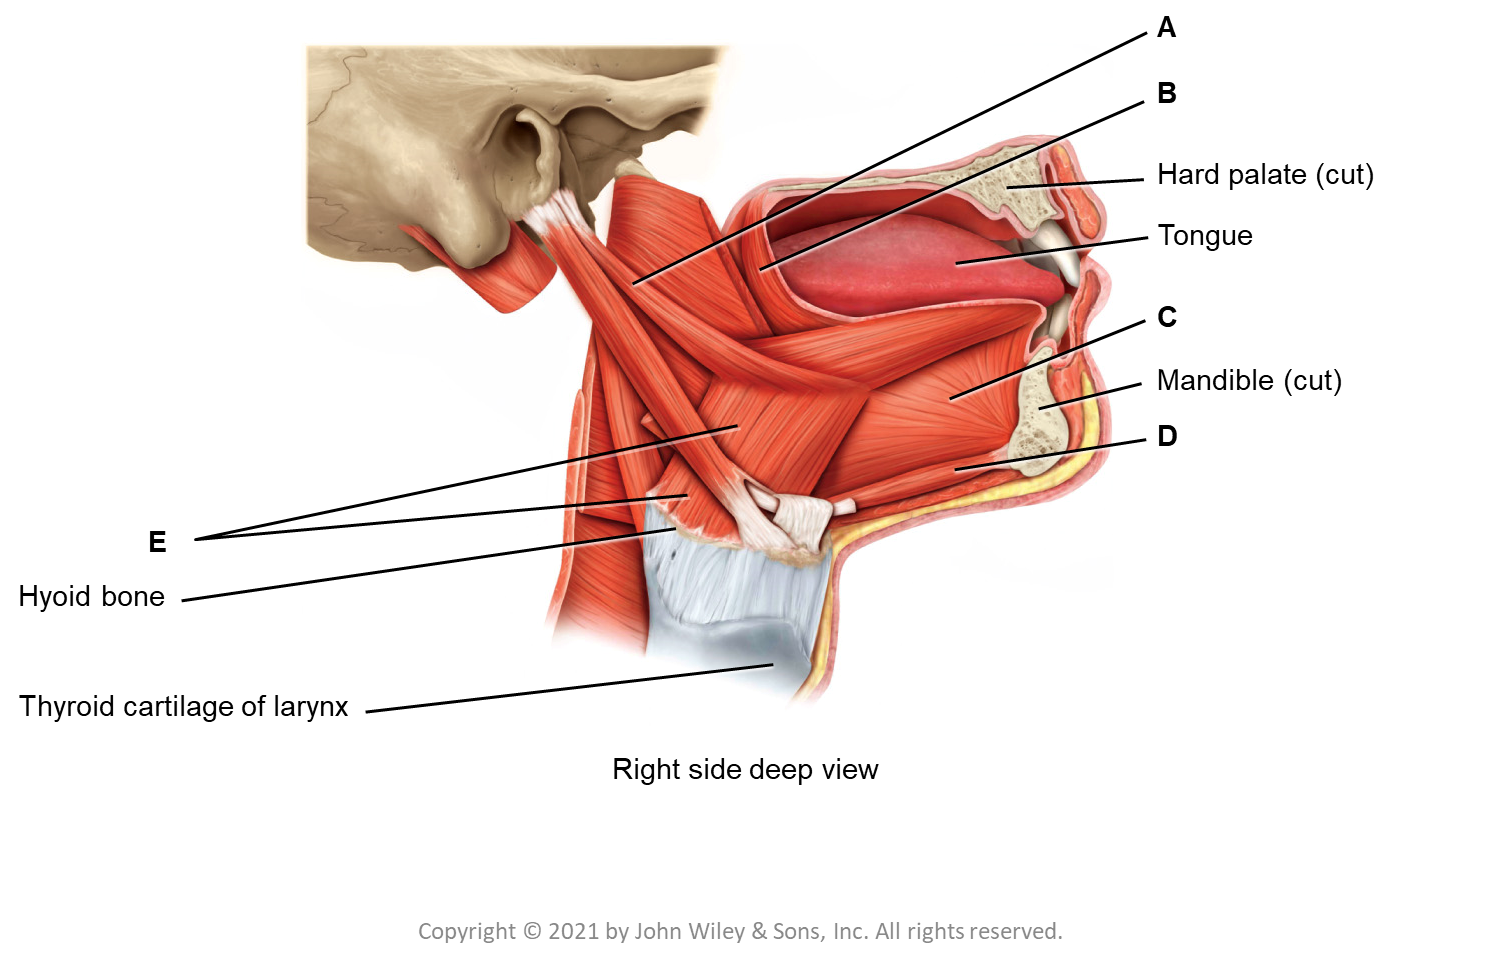 A
B
Hard palate (cut)
Tongue
C
Mandible (cut)
D
E
Hyoid bone
Thyroid cartilage of larynx
Right side deep view
Copyright © 2021 by John Wiley & Sons, Inc. All rights reserved.